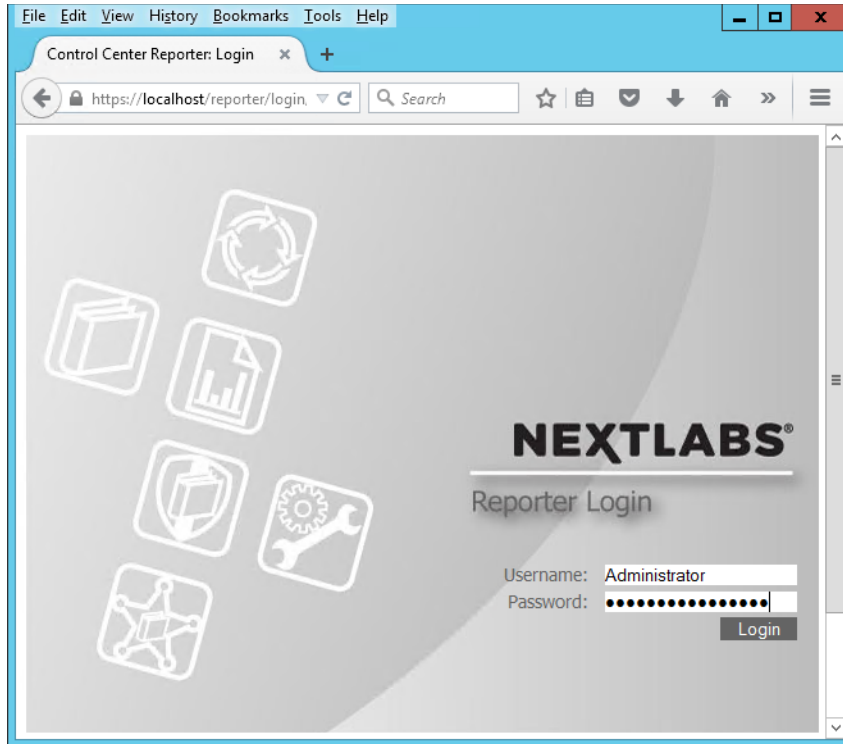 File Edit View History Bookmarks Tools Help
Control Center Reporter: Login
https://localhost/reporter/login.
Search
NEXTLABS®
Reporter Login
Username: Administrator
Password: ••••••••••••••••
Login